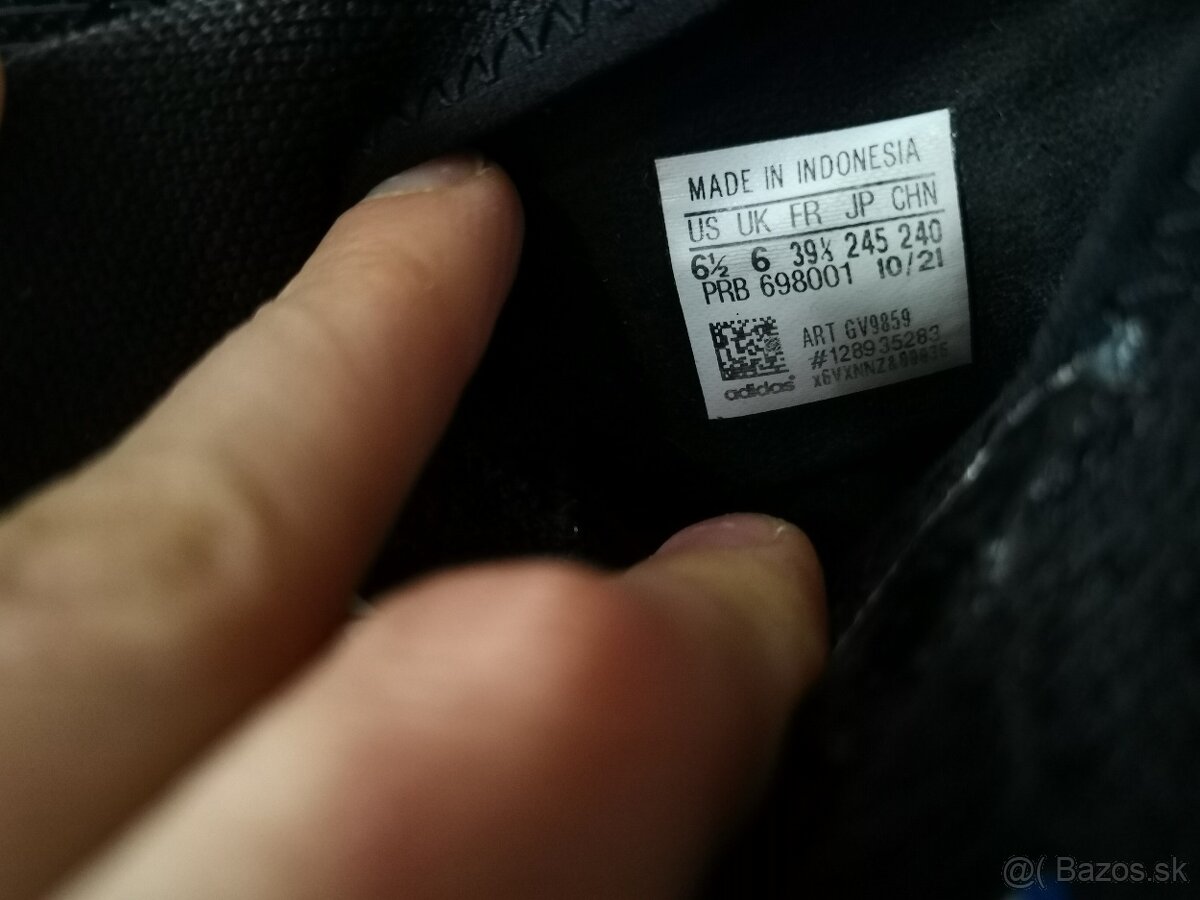 MADE IN INDONESIA
US UK FR JP CHN
6½ 6 39⅓ 245 240
PRB 698001 10/21
ART GV9859
#128935283
adidas
@( Bazos.sk